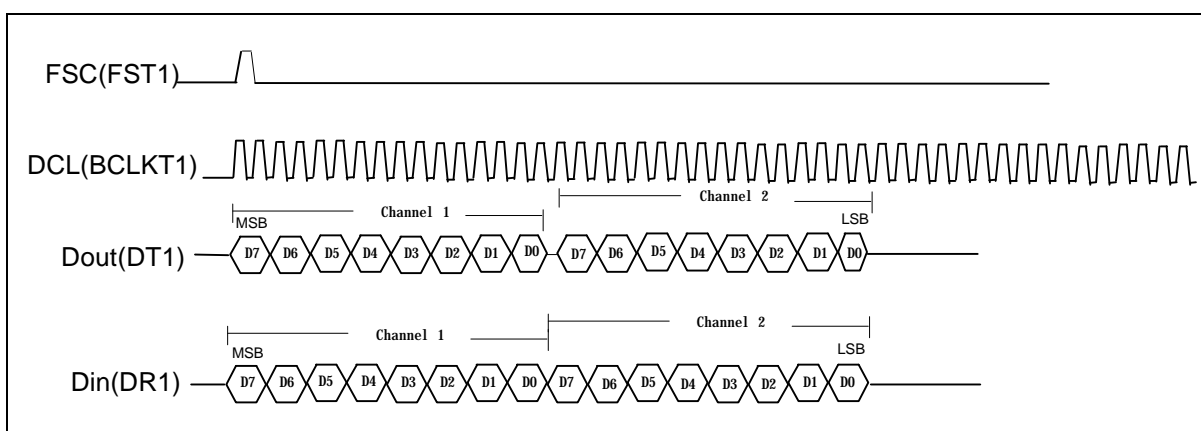 FSC(FST1)
DCL(BCLKT1)
Channel 1
Channel 2
MSB
LSB
Dout(DT1)
D7 D6 D5 D4 D3 D2 D1 D0 D7 D6 D5 D4 D3 D2 D1 D0
Channel 1
Channel 2
MSB
LSB
Din(DR1)
D7 D6 D5 D4 D3 D2 D1 D0 D7 D6 D5 D4 D3 D2 D1 D0